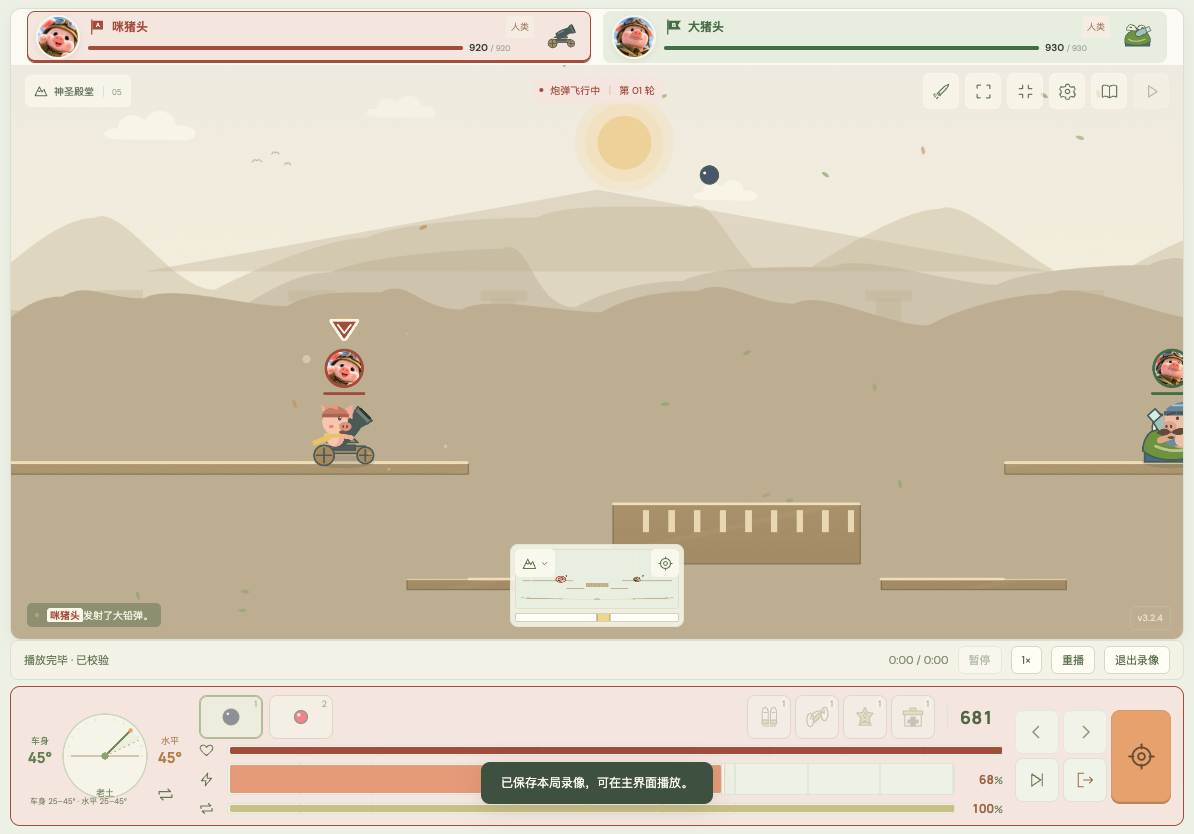 A 咪猪头 人类
920 / 920
B 大猪头 人类
930 / 930
神圣殿堂 05
炮弹飞行中 第 01 轮
咪猪头发射了大铅弹。
v3.2.4
播放完毕 · 已校验
0:00 / 0:00 暂停 1× 重播 退出录像
车身
45°
水平
45°
老土
车身 25–45° · 水平 25–45°
1 2
1 1 1 1
681
68%
100%
已保存本局录像，可在主界面播放。